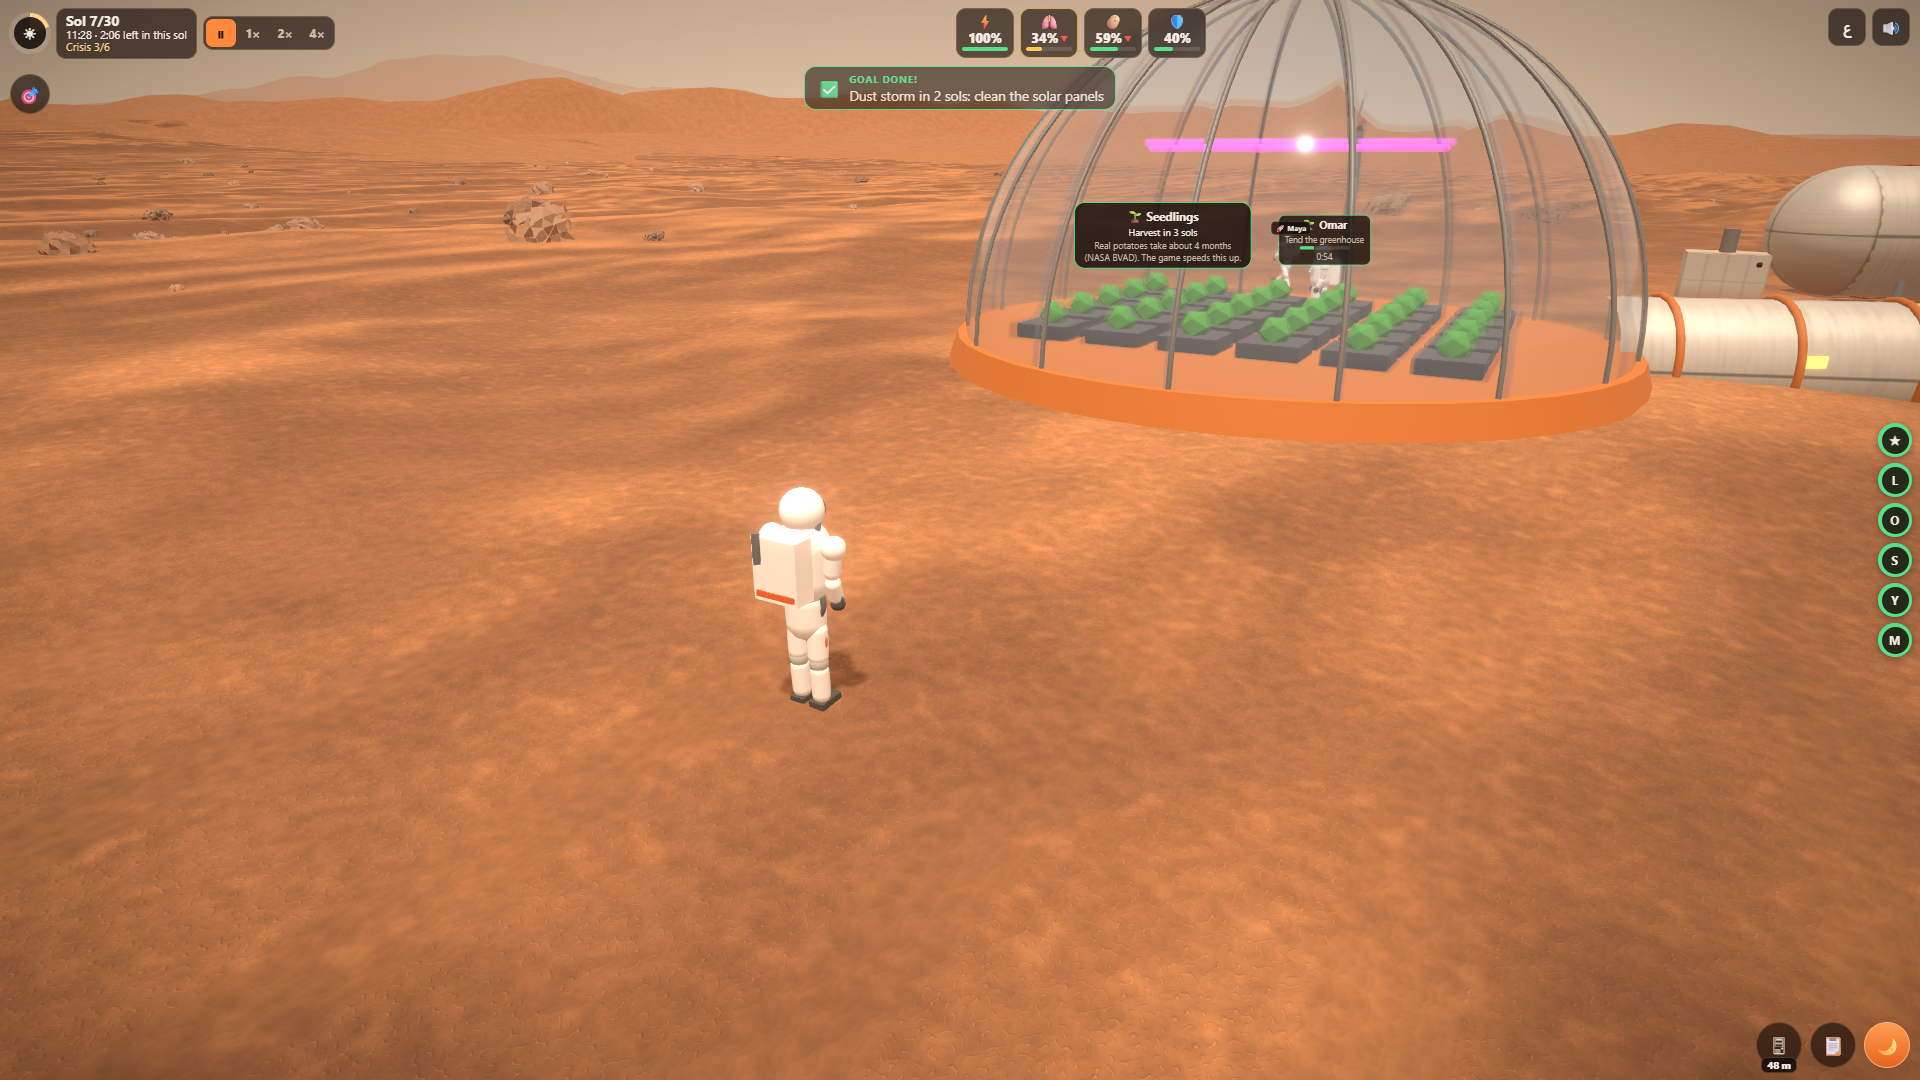 Sol 7/30
11:28 · 2:06 left in this sol
Crisis 3/6
1×
2×
4×
100%
34%
59%
40%
ع
GOAL DONE!
Dust storm in 2 sols: clean the solar panels
Seedlings
Harvest in 3 sols
Real potatoes take about 4 months
(NASA BVAD). The game speeds this up.
Maya
Omar
Tend the greenhouse
0:54
L
O
S
Y
M
48 m